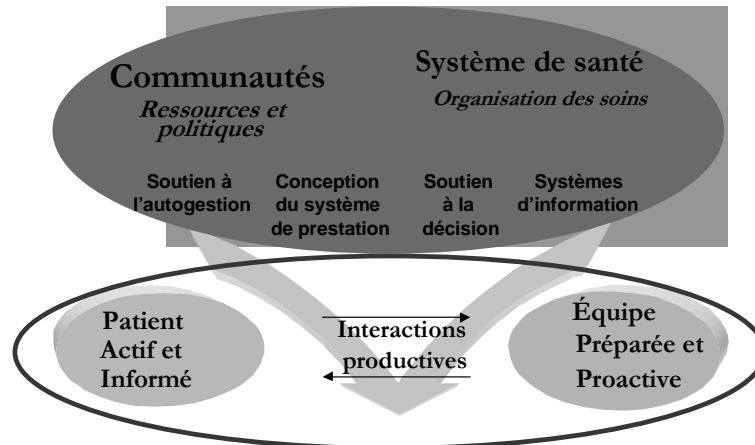 Communautés
Ressources et
politiques
Système de santé
Organisation des soins
Soutien à
l'autogestion
Conception
du système
de prestation
Soutien
à la
décision
Systèmes
d'information
Patient
Actif et
Informé
Interactions
productives
Équipe
Préparée et
Proactive